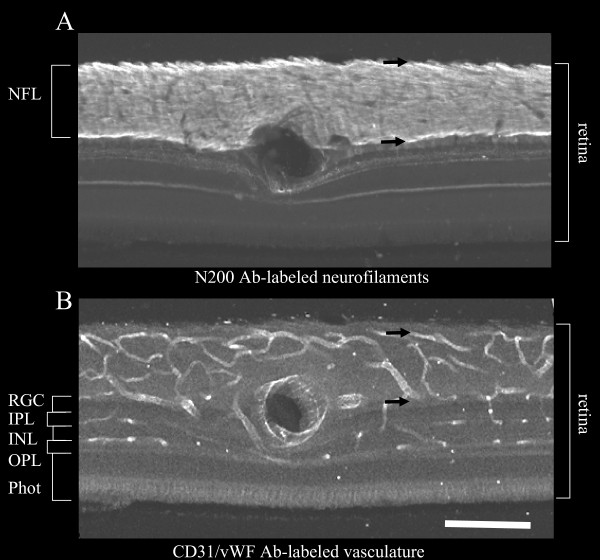 A
NFL
retina
N200 Ab-labeled neurofilaments
B
RGC
IPL
INL
OPL
Phot
retina
CD31/vWF Ab-labeled vasculature